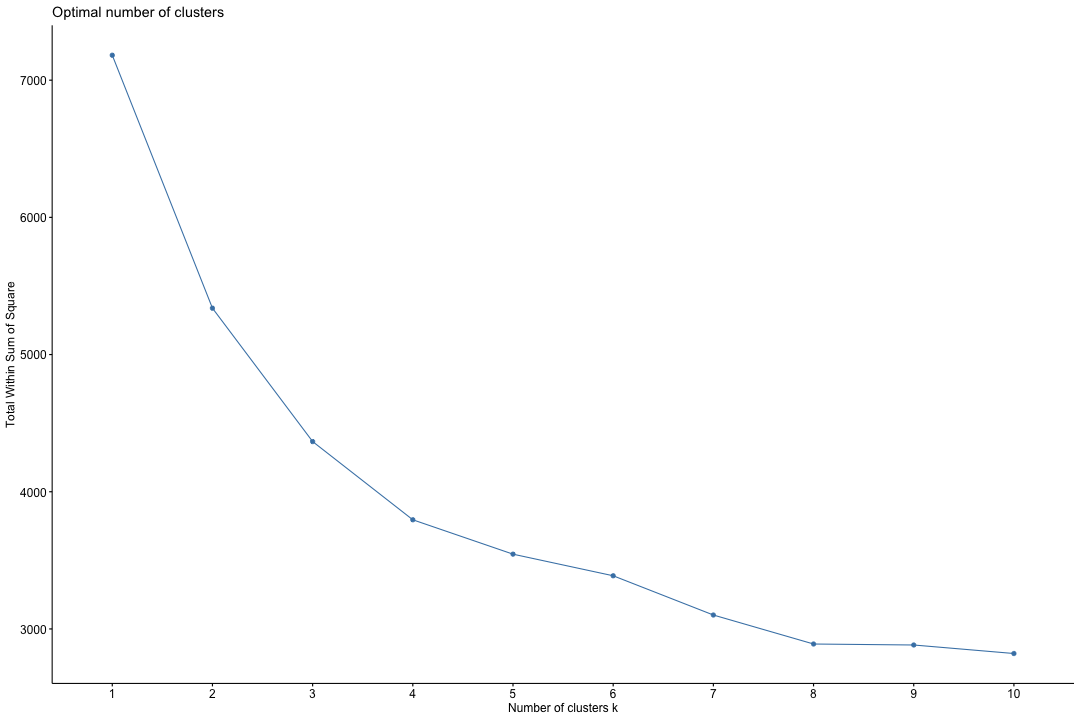 Optimal number of clusters
Total Within Sum of Square
7000
6000
5000
4000
3000
1 2 3 4 5 6 7 8 9 10
Number of clusters k